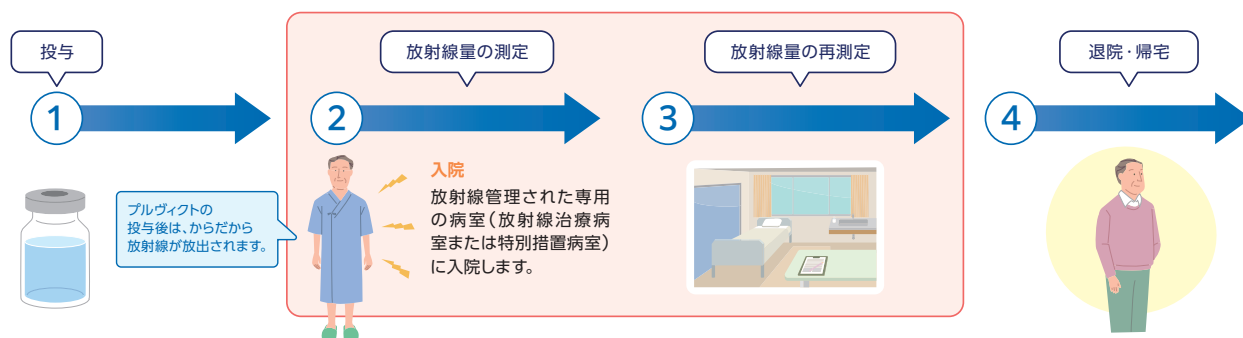 投与
放射線量の測定
放射線量の再測定
退院・帰宅
1
2
3
4
プルヴィクトの
投与後は、からだから
放射線が放出されます。
入院
放射線管理された専用
の病室（放射線治療病
室または特別措置病室）
に入院します。